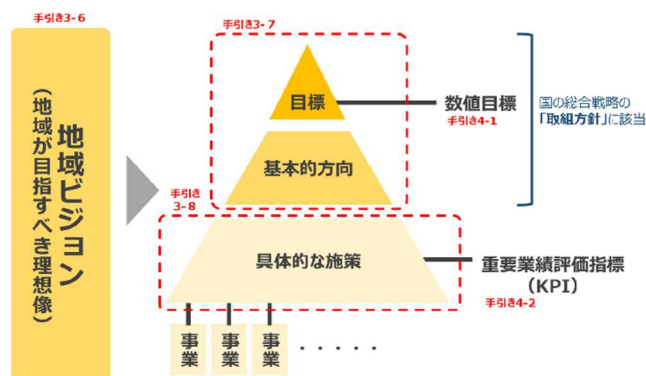 手引き3-6
地域ビジョン
(地域が目指すべき理想像)
手引き3-7
目標
数値目標
手引き4-1
国の総合戦略の
「取組方針」に該当
基本的方向
手引き
3-8
具体的な施策
重要業績評価指標
(KPI)
手引き4-2
事業
事業
事業
・・・・・